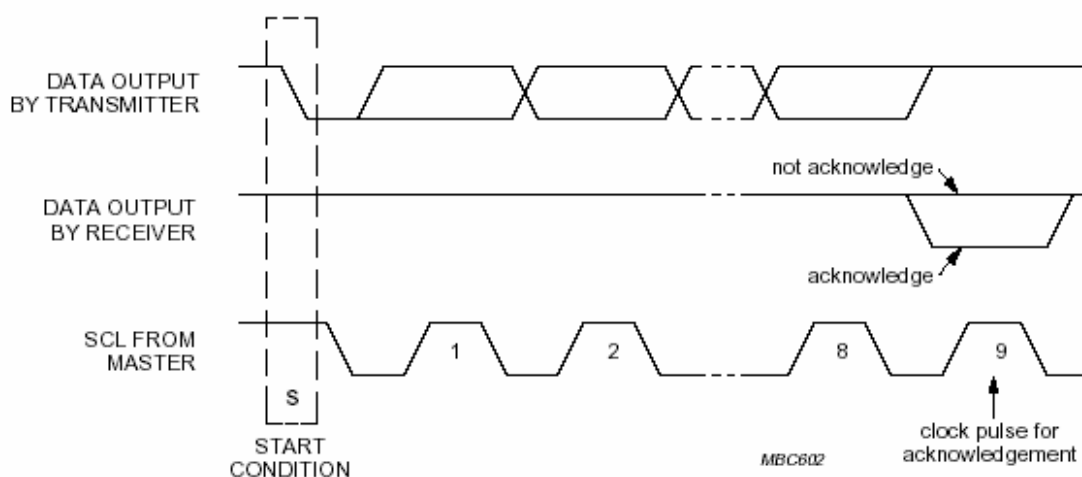 DATA OUTPUT
BY TRANSMITTER
not acknowledge
DATA OUTPUT
BY RECEIVER
acknowledge
SCL FROM
MASTER
1
2
8
9
S
START
CONDITION
MBC602
clock pulse for
acknowledgement